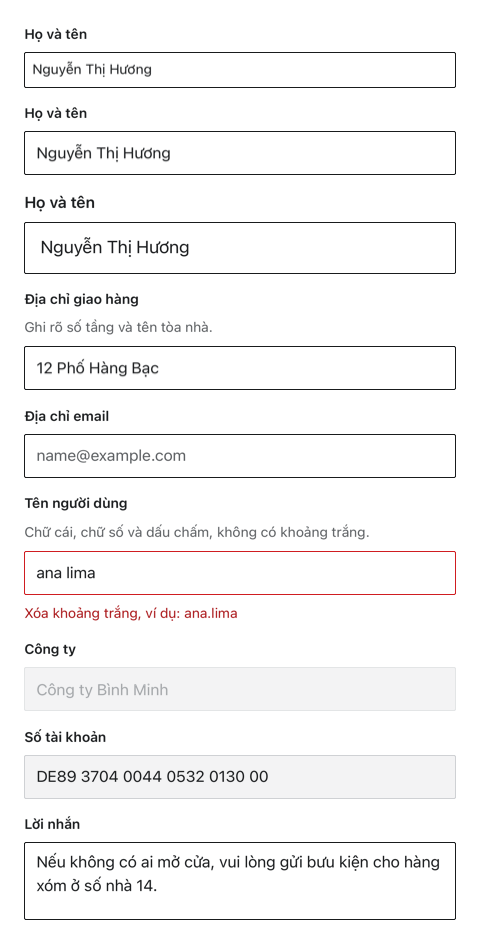 Họ và tên
Nguyễn Thị Hương
Họ và tên
Nguyễn Thị Hương
Họ và tên
Nguyễn Thị Hương
Địa chỉ giao hàng
Ghi rõ số tầng và tên tòa nhà.
12 Phố Hàng Bạc
Địa chỉ email
name@example.com
Tên người dùng
Chữ cái, chữ số và dấu chấm, không có khoảng trắng.
ana lima
Xóa khoảng trắng, ví dụ: ana.lima
Công ty
Công ty Bình Minh
Số tài khoản
DE89 3704 0044 0532 0130 00
Lời nhắn
Nếu không có ai mở cửa, vui lòng gửi bưu kiện cho hàng
xóm ở số nhà 14.